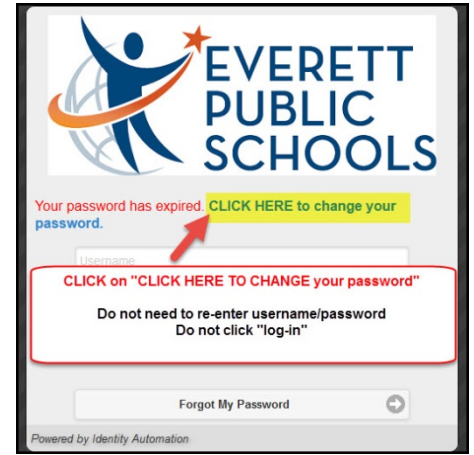 EVERETT
PUBLIC
SCHOOLS
Your password has expired. CLICK HERE to change your
password.
Username
CLICK on "CLICK HERE TO CHANGE your password"
Do not need to re-enter username/password
Do not click "log-in"
Forgot My Password
Powered by Identity Automation